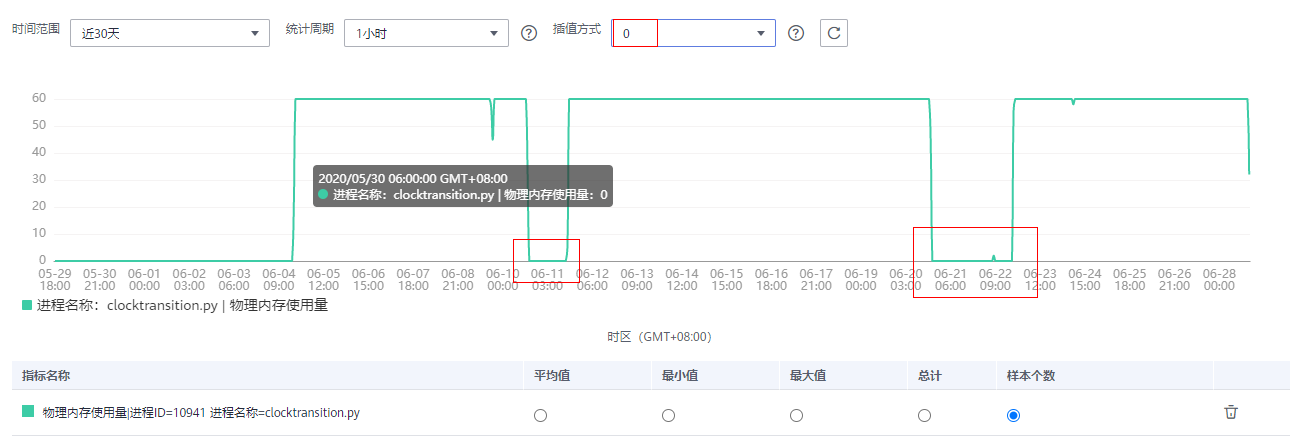 时间范围 近30天 统计周期 1小时 插值方式 0
60
50
40
30
20
10
0
2020/05/30 06:00:00 GMT+08:00
进程名称：clocktransition.py | 物理内存使用量：0
05-29 05-30 06-01 06-02 06-03 06-04 06-05 06-06 06-07 06-08 06-10 06-11 06-12 06-13 06-14 06-15 06-16 06-17 06-19 06-20 06-21 06-22 06-23 06-24 06-25 06-26 06-28
18:00 21:00 00:00 03:00 06:00 09:00 12:00 15:00 18:00 21:00 00:00 03:00 06:00 09:00 12:00 15:00 18:00 21:00 00:00 03:00 06:00 09:00 12:00 15:00 18:00 21:00 00:00
进程名称：clocktransition.py | 物理内存使用量
时区（GMT+08:00）
指标名称 平均值 最小值 最大值 总计 样本个数
物理内存使用量|进程ID=10941 进程名称=clocktransition.py